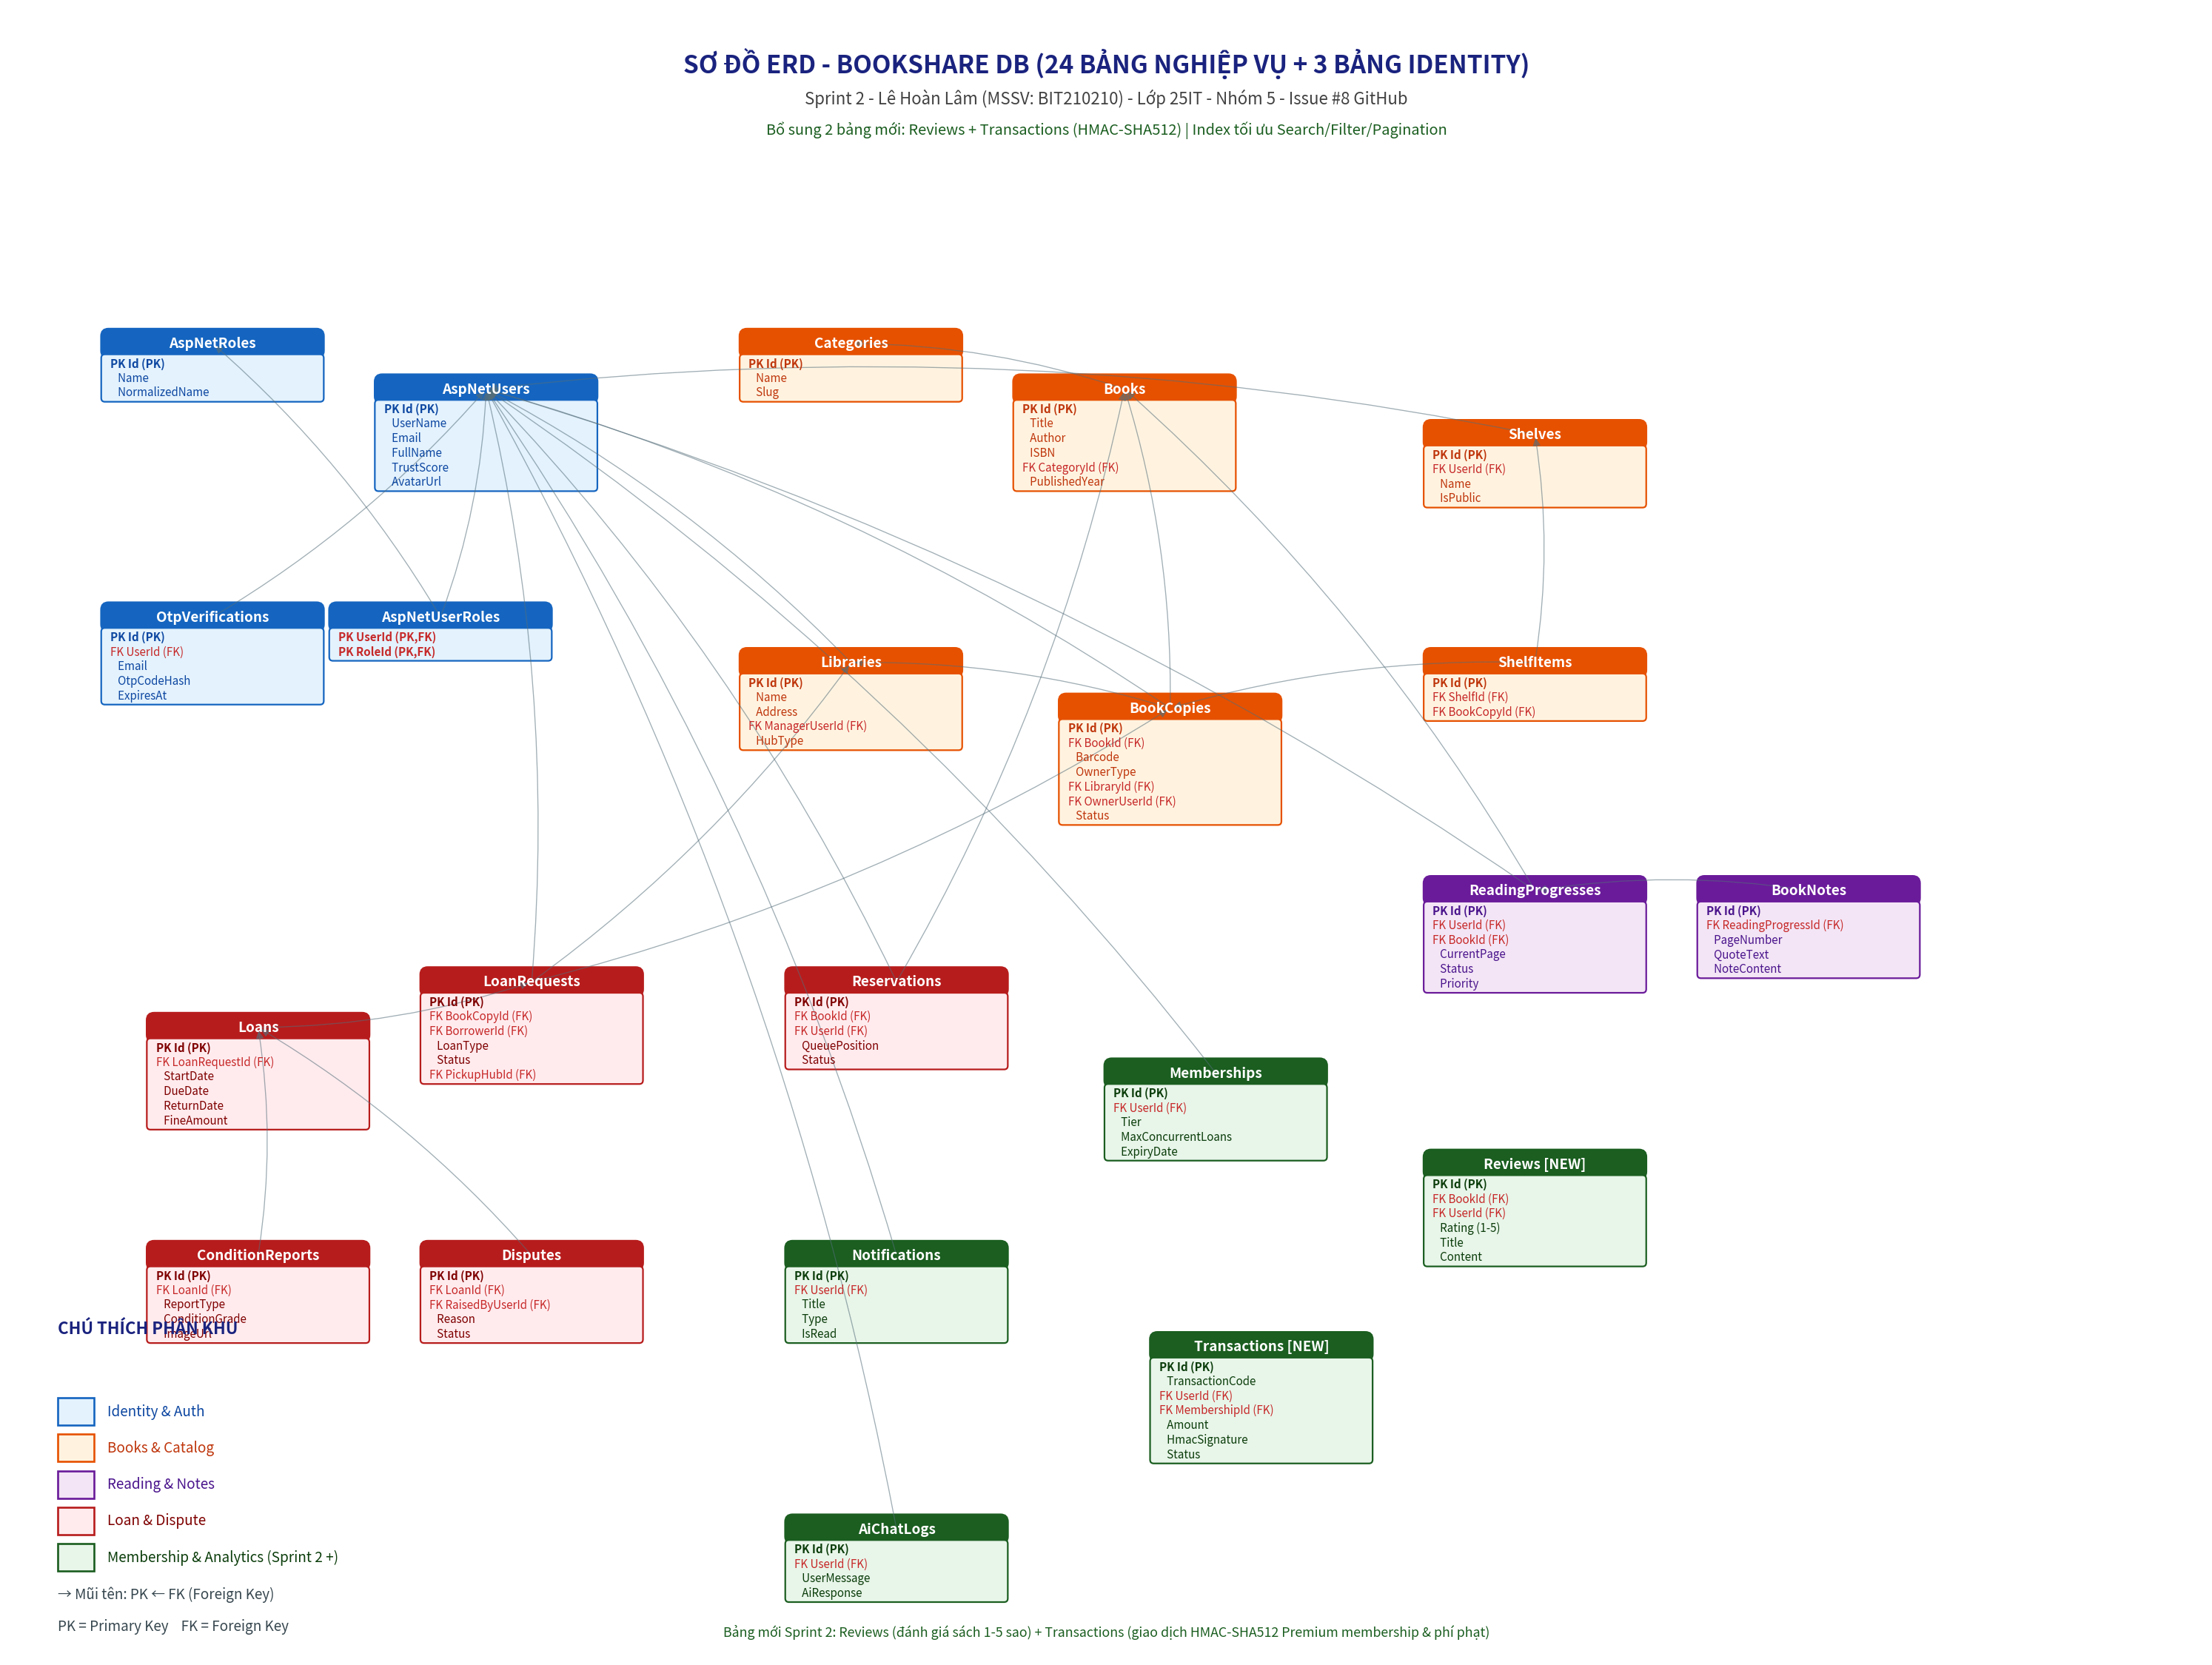 SƠ ĐỒ ERD - BOOKSHARE DB (24 BẢNG NGHIỆP VỤ + 3 BẢNG IDENTITY)
Sprint 2 - Lê Hoàn Lâm (MSSV: BIT210210) - Lớp 25IT - Nhóm 5 - Issue #8 GitHub
Bổ sung 2 bảng mới: Reviews + Transactions (HMAC-SHA512) | Index tối ưu Search/Filter/Pagination
AspNetRoles
PK Id (PK)
Name
NormalizedName
AspNetUsers
PK Id (PK)
UserName
Email
FullName
TrustScore
AvatarUrl
Categories
PK Id (PK)
Name
Slug
Books
PK Id (PK)
Title
Author
ISBN
FK CategoryId (FK)
PublishedYear
Shelves
PK Id (PK)
FK UserId (FK)
Name
IsPublic
OtpVerifications
PK Id (PK)
FK UserId (FK)
Email
OtpCodeHash
ExpiresAt
AspNetUserRoles
PK UserId (PK,FK)
PK RoleId (PK,FK)
Libraries
PK Id (PK)
Name
Address
FK ManagerUserId (FK)
HubType
BookCopies
PK Id (PK)
FK BookId (FK)
Barcode
OwnerType
FK LibraryId (FK)
FK OwnerUserId (FK)
Status
ShelfItems
PK Id (PK)
FK ShelfId (FK)
FK BookCopyId (FK)
ReadingProgresses
PK Id (PK)
FK UserId (FK)
FK BookId (FK)
CurrentPage
Status
Priority
BookNotes
PK Id (PK)
FK ReadingProgressId (FK)
PageNumber
QuoteText
NoteContent
Loans
PK Id (PK)
FK LoanRequestId (FK)
StartDate
DueDate
ReturnDate
FineAmount
LoanRequests
PK Id (PK)
FK BookCopyId (FK)
FK BorrowerId (FK)
LoanType
Status
FK PickupHubId (FK)
Reservations
PK Id (PK)
FK BookId (FK)
FK UserId (FK)
QueuePosition
Status
Memberships
PK Id (PK)
FK UserId (FK)
Tier
MaxConcurrentLoans
ExpiryDate
Reviews [NEW]
PK Id (PK)
FK BookId (FK)
FK UserId (FK)
Rating (1-5)
Title
Content
ConditionReports
PK Id (PK)
FK LoanId (FK)
ReportType
ConditionGrade
ImageUrl
Disputes
PK Id (PK)
FK LoanId (FK)
FK RaisedByUserId (FK)
Reason
Status
Notifications
PK Id (PK)
FK UserId (FK)
Title
Type
IsRead
Transactions [NEW]
PK Id (PK)
TransactionCode
FK UserId (FK)
FK MembershipId (FK)
Amount
HmacSignature
Status
AiChatLogs
PK Id (PK)
FK UserId (FK)
UserMessage
AiResponse
CHÚ THÍCH PHÂN KHU
Identity & Auth
Books & Catalog
Reading & Notes
Loan & Dispute
Membership & Analytics (Sprint 2 +)
→ Mũi tên: PK ← FK (Foreign Key)
PK = Primary Key FK = Foreign Key
Bảng mới Sprint 2: Reviews (đánh giá sách 1-5 sao) + Transactions (giao dịch HMAC-SHA512 Premium membership & phí phạt)